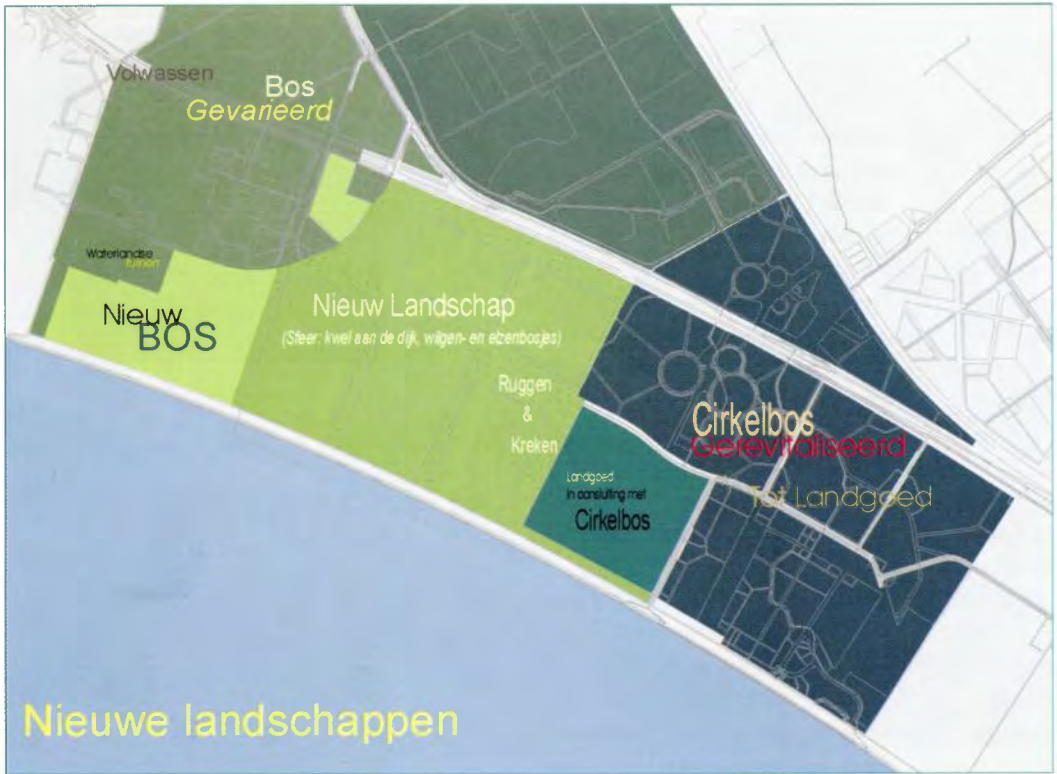 Volwassen
Bos
Gevarieerd
Waterlandse
tuinen
Nieuw
BOS
Nieuw Landschap
(Sfeer: kwel aan de dijk, wilgen- en elzenbosjes)
Ruggen
&
Kreken
Landgoed
In aansluiting met
Cirkelbos
Cirkelbos
Gerevitaliseerd
Tot Landgoed
Nieuwe landschappen